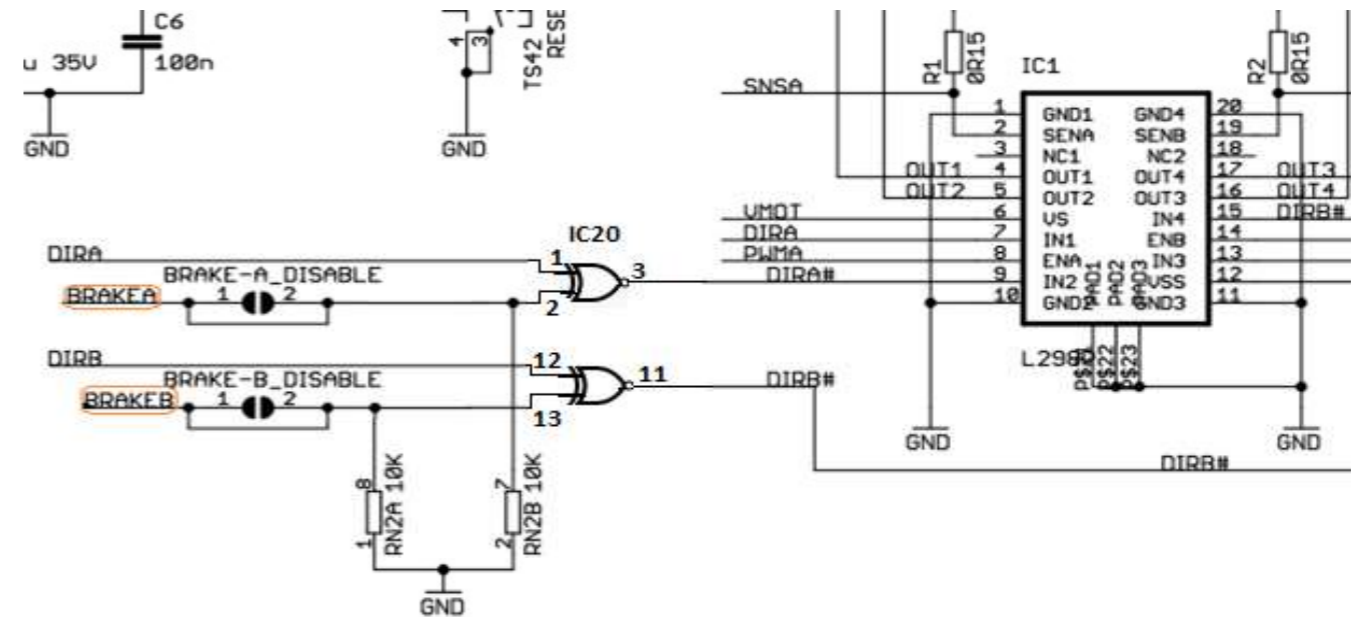 C6
u 35V
100n
GND
4
3
TS42
RESE
GND
SNSA
R1
0R15
IC1
R2
0R15
1
GND1
GND4
20
2
SENA
SENB
19
3
NC1
NC2
18
OUT1
4
OUT1
OUT4
17
OUT3
OUT2
5
OUT2
OUT3
16
OUT4
VMOT
6
VS
IN4
15
DIRB#
DIRA
7
IN1
ENB
14
PWMA
8
ENA
IN3
13
DIRA#
9
IN2
VSS
12
10
GND2
GND3
11
PAD1
PAD2
PAD3
P$22
P$23
GND
GND
DIRB#
DIRA
BRAKE-A_DISABLE
BRAKEA
1
2
IC20
1
2
3
DIRB
BRAKE-B_DISABLE
BRAKEB
1
2
12
13
11
DIRB#
8
1
RN2A 10K
7
2
RN2B 10K
GND